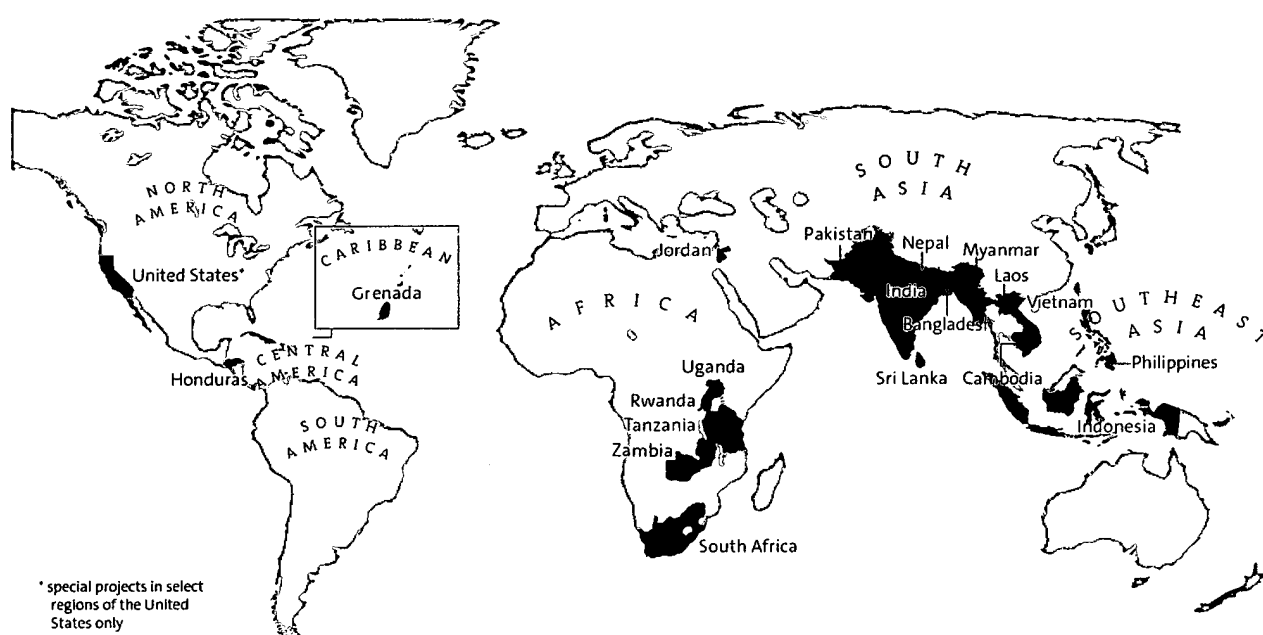 SOUTH
ASIA
NORTH
AMERICA
CARIBBEAN
Jordan
Pakistan
Nepal
Myanmar
United States*
Laos
Grenada
India
Vietnam
AFRICA
Bangladesh
SOUTHEAST
ASIA
CENTRAL
AMERICA
Honduras
Uganda
Sri Lanka
Cambodia
Philippines
Rwanda
SOUTH
AMERICA
Tanzania
Indonesia
Zambia
South Africa
* special projects in select
regions of the United
States only